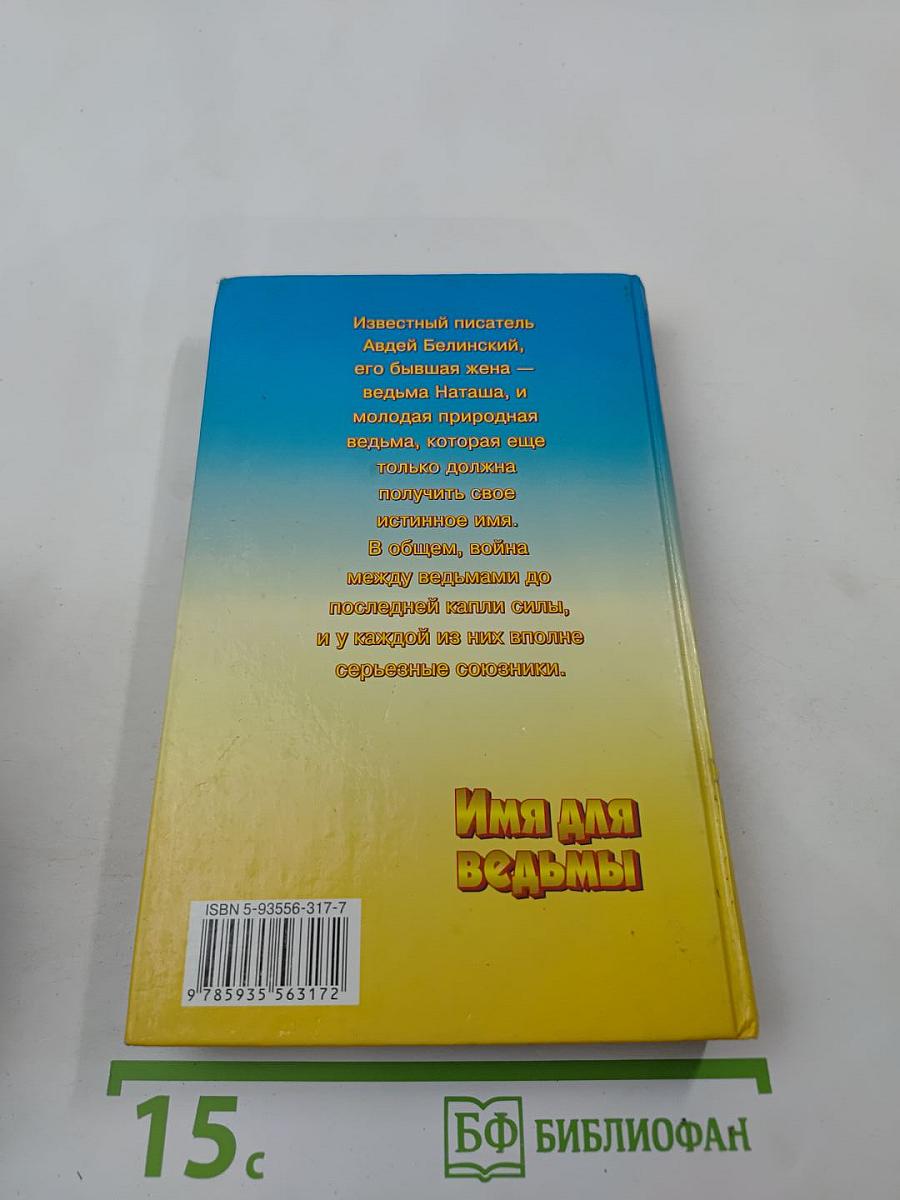 Известный писатель
Авдей Белинский,
его бывшая жена —
ведьма Наташа, и
молодая природная
ведьма, которая еще
только должна
получить свое
истинное имя.
В общем, война
между ведьмами до
последней капли силы,
и у каждой из них вполне
серьезные союзники.
Имя для
ведьмы
ISBN 5-93556-317-7
9 785935 563172
15 с
БФ БИБЛИОФАН